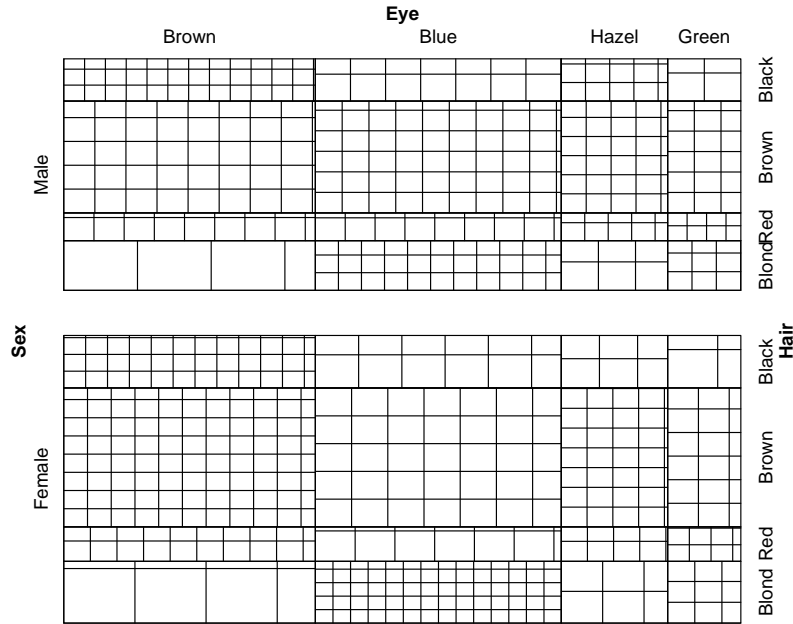 Eye
Brown Blue Hazel Green
Sex
Male
Female
Black
Brown
Red
Blond
Black
Brown
Red
Blond
Hair